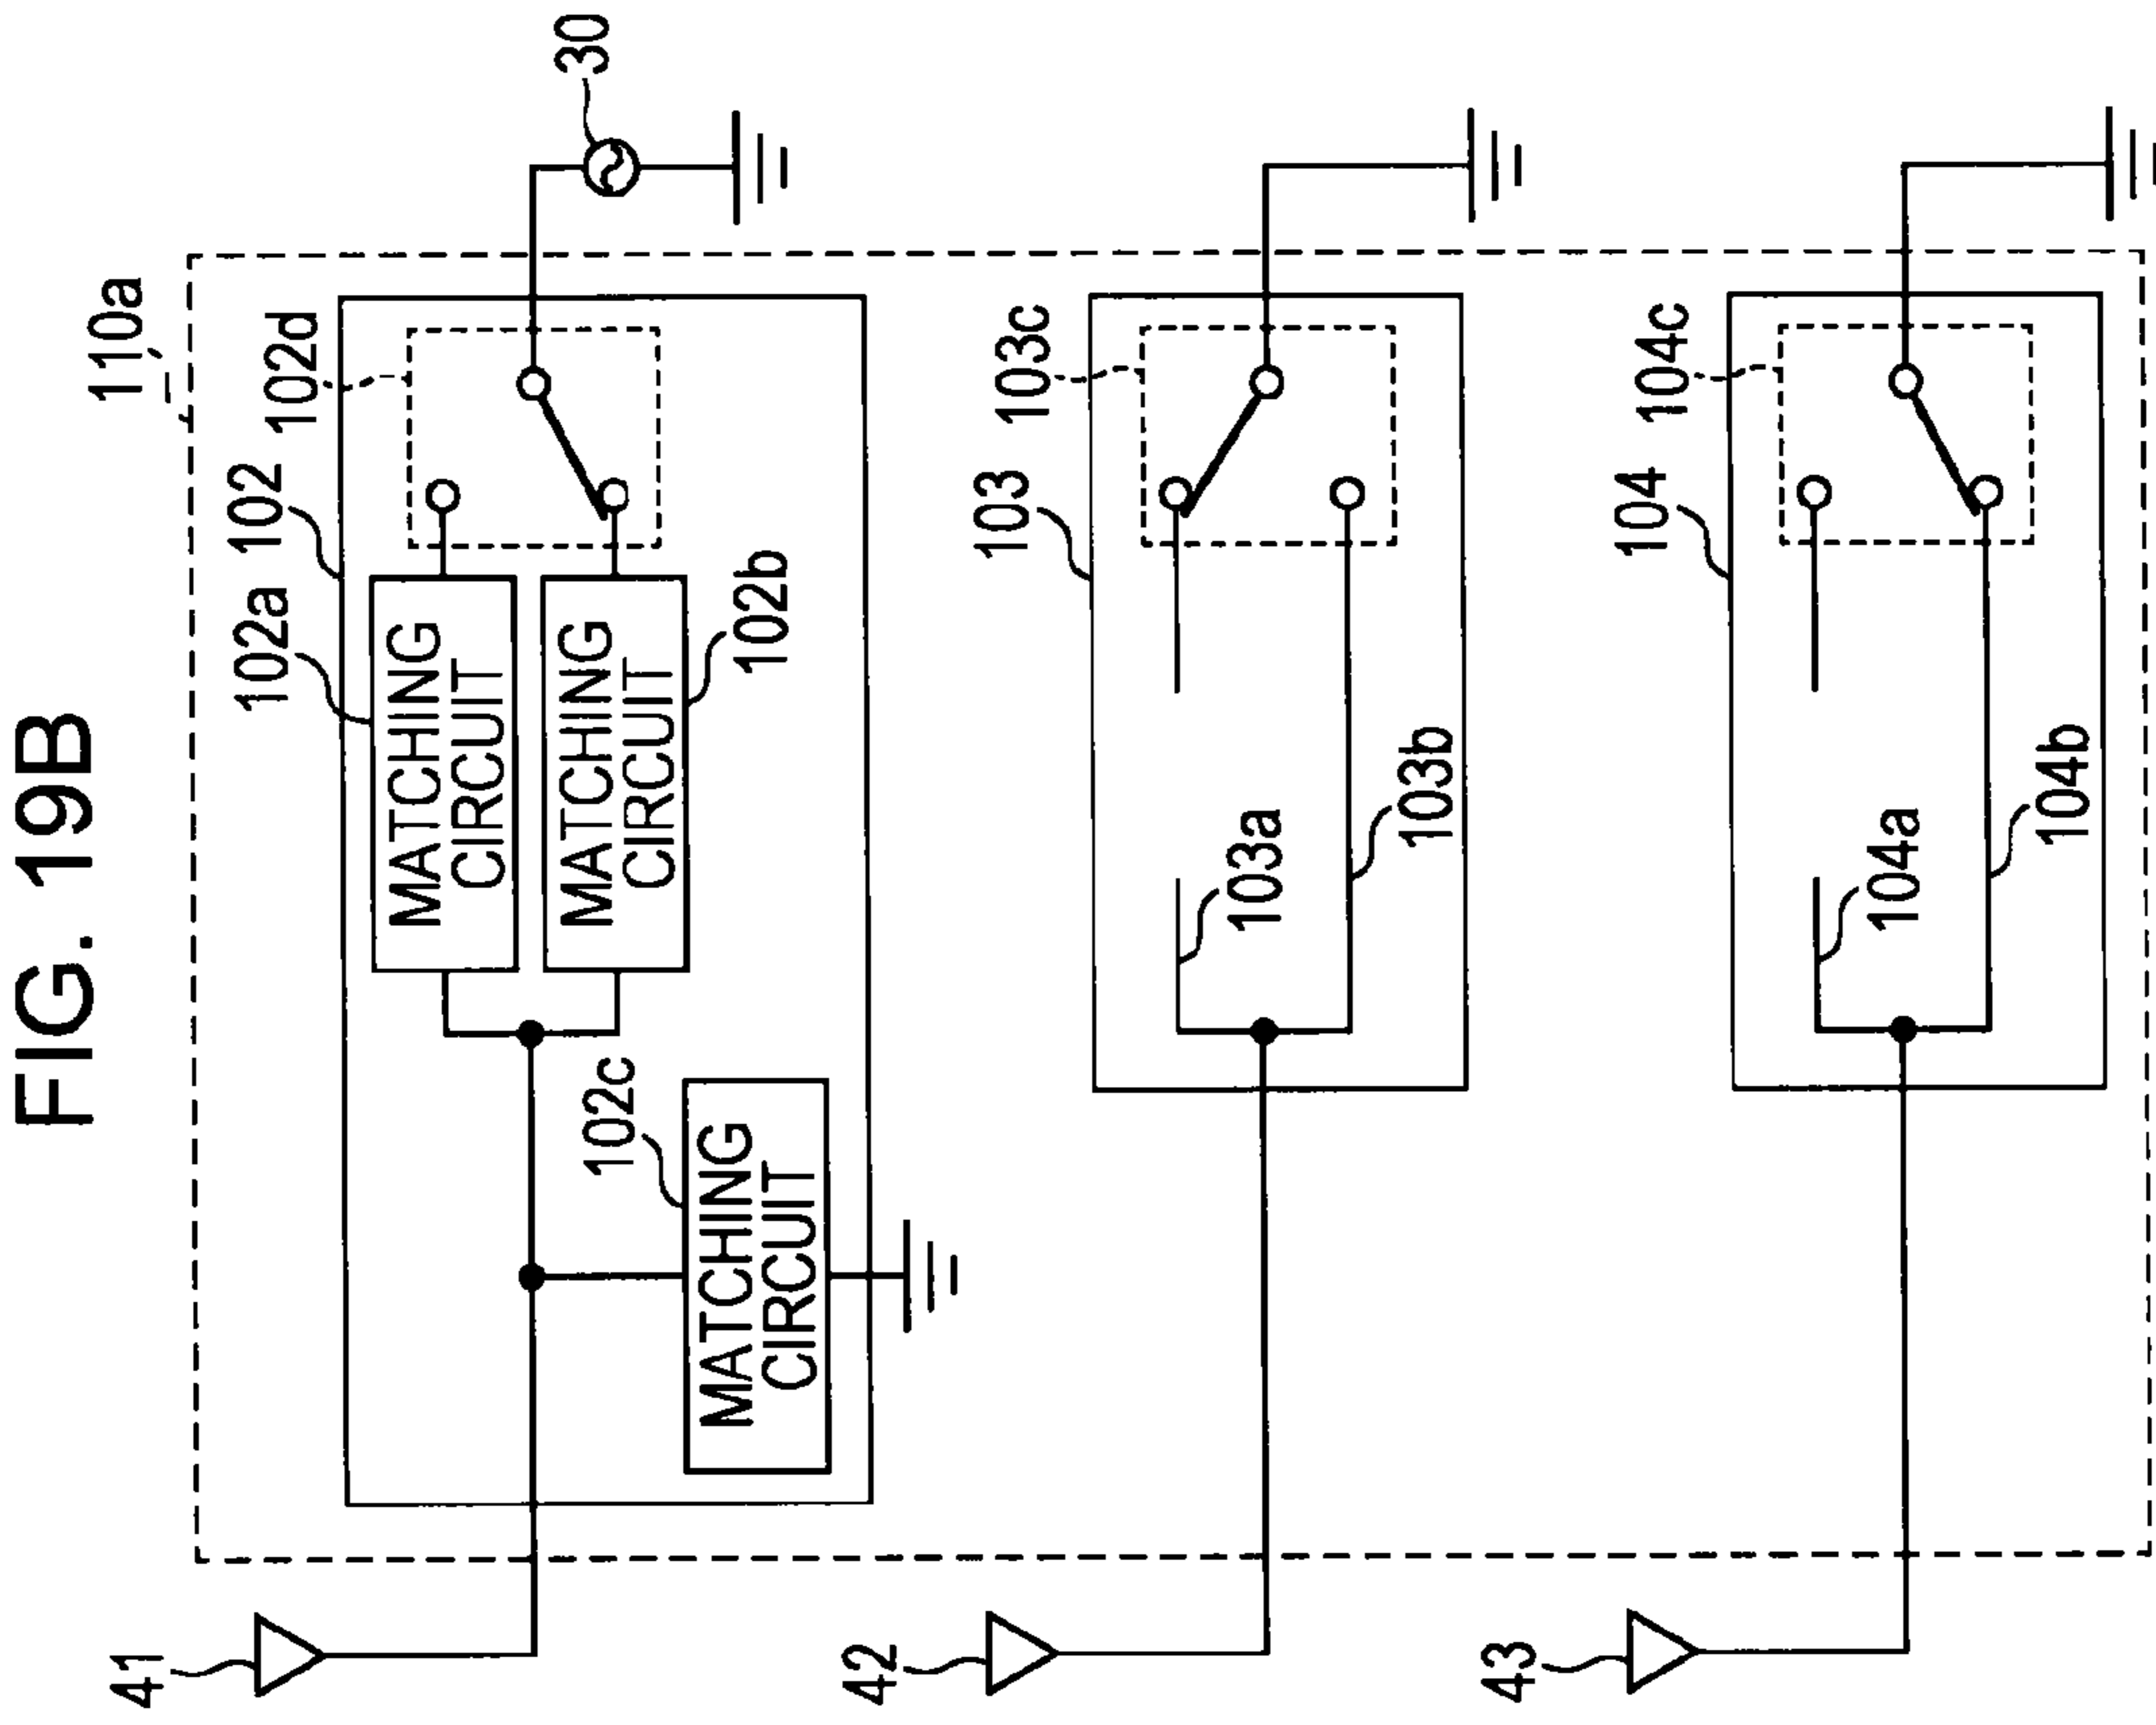 FIG. 19B
110a
102
102a
102d
30
MATCHING
CIRCUIT
MATCHING
CIRCUIT
102b
102c
MATCHING
CIRCUIT
41
103
103c
103a
103b
42
104
104c
104a
104b
43